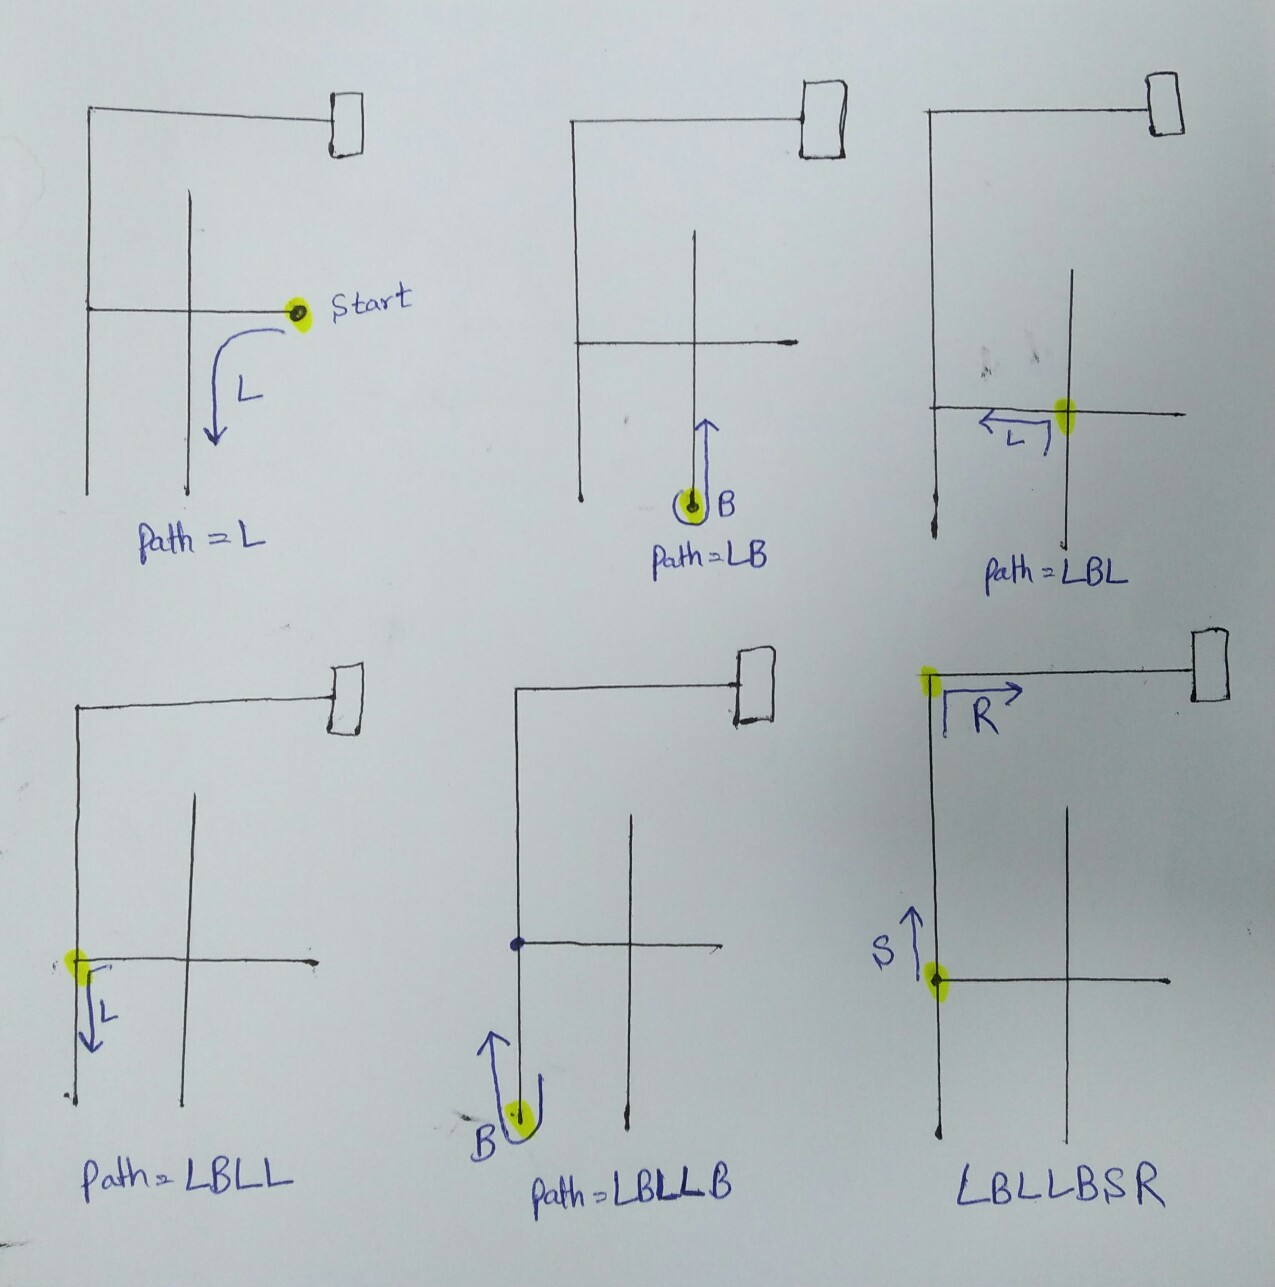 Start
L
Path = L
B
Path = LB
L
Path = LBL
L
Path = LBLL
B
Path = LBLLB
R
S
LBLLBSR